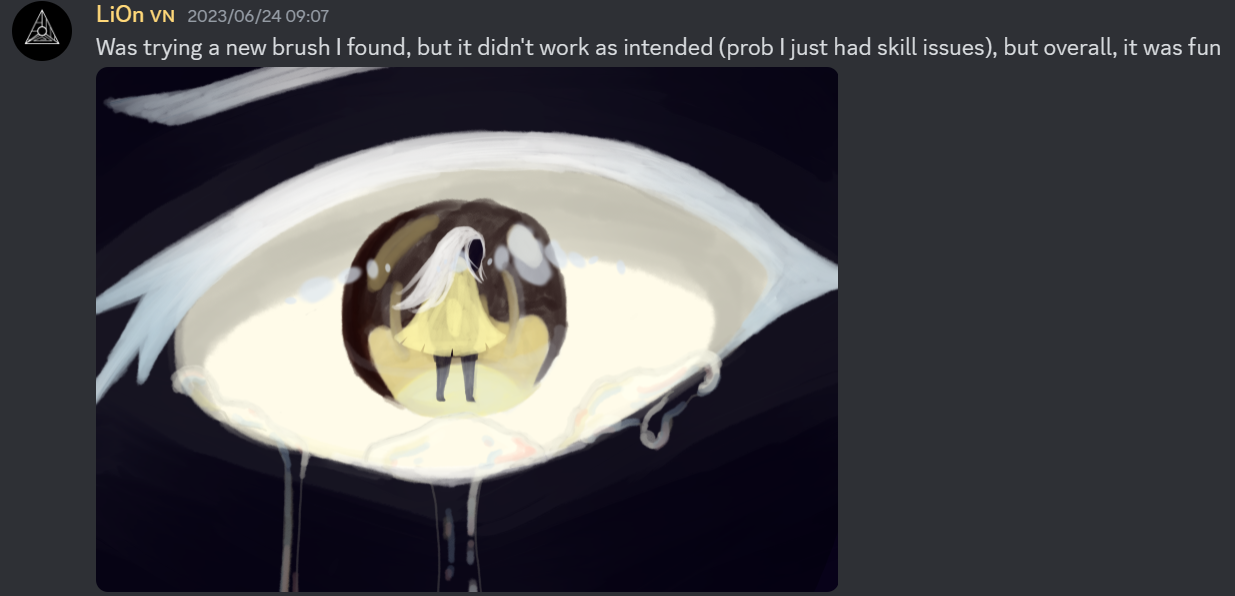 LiOn VN 2023/06/24 09:07
Was trying a new brush I found, but it didn't work as intended (prob I just had skill issues), but overall, it was fun